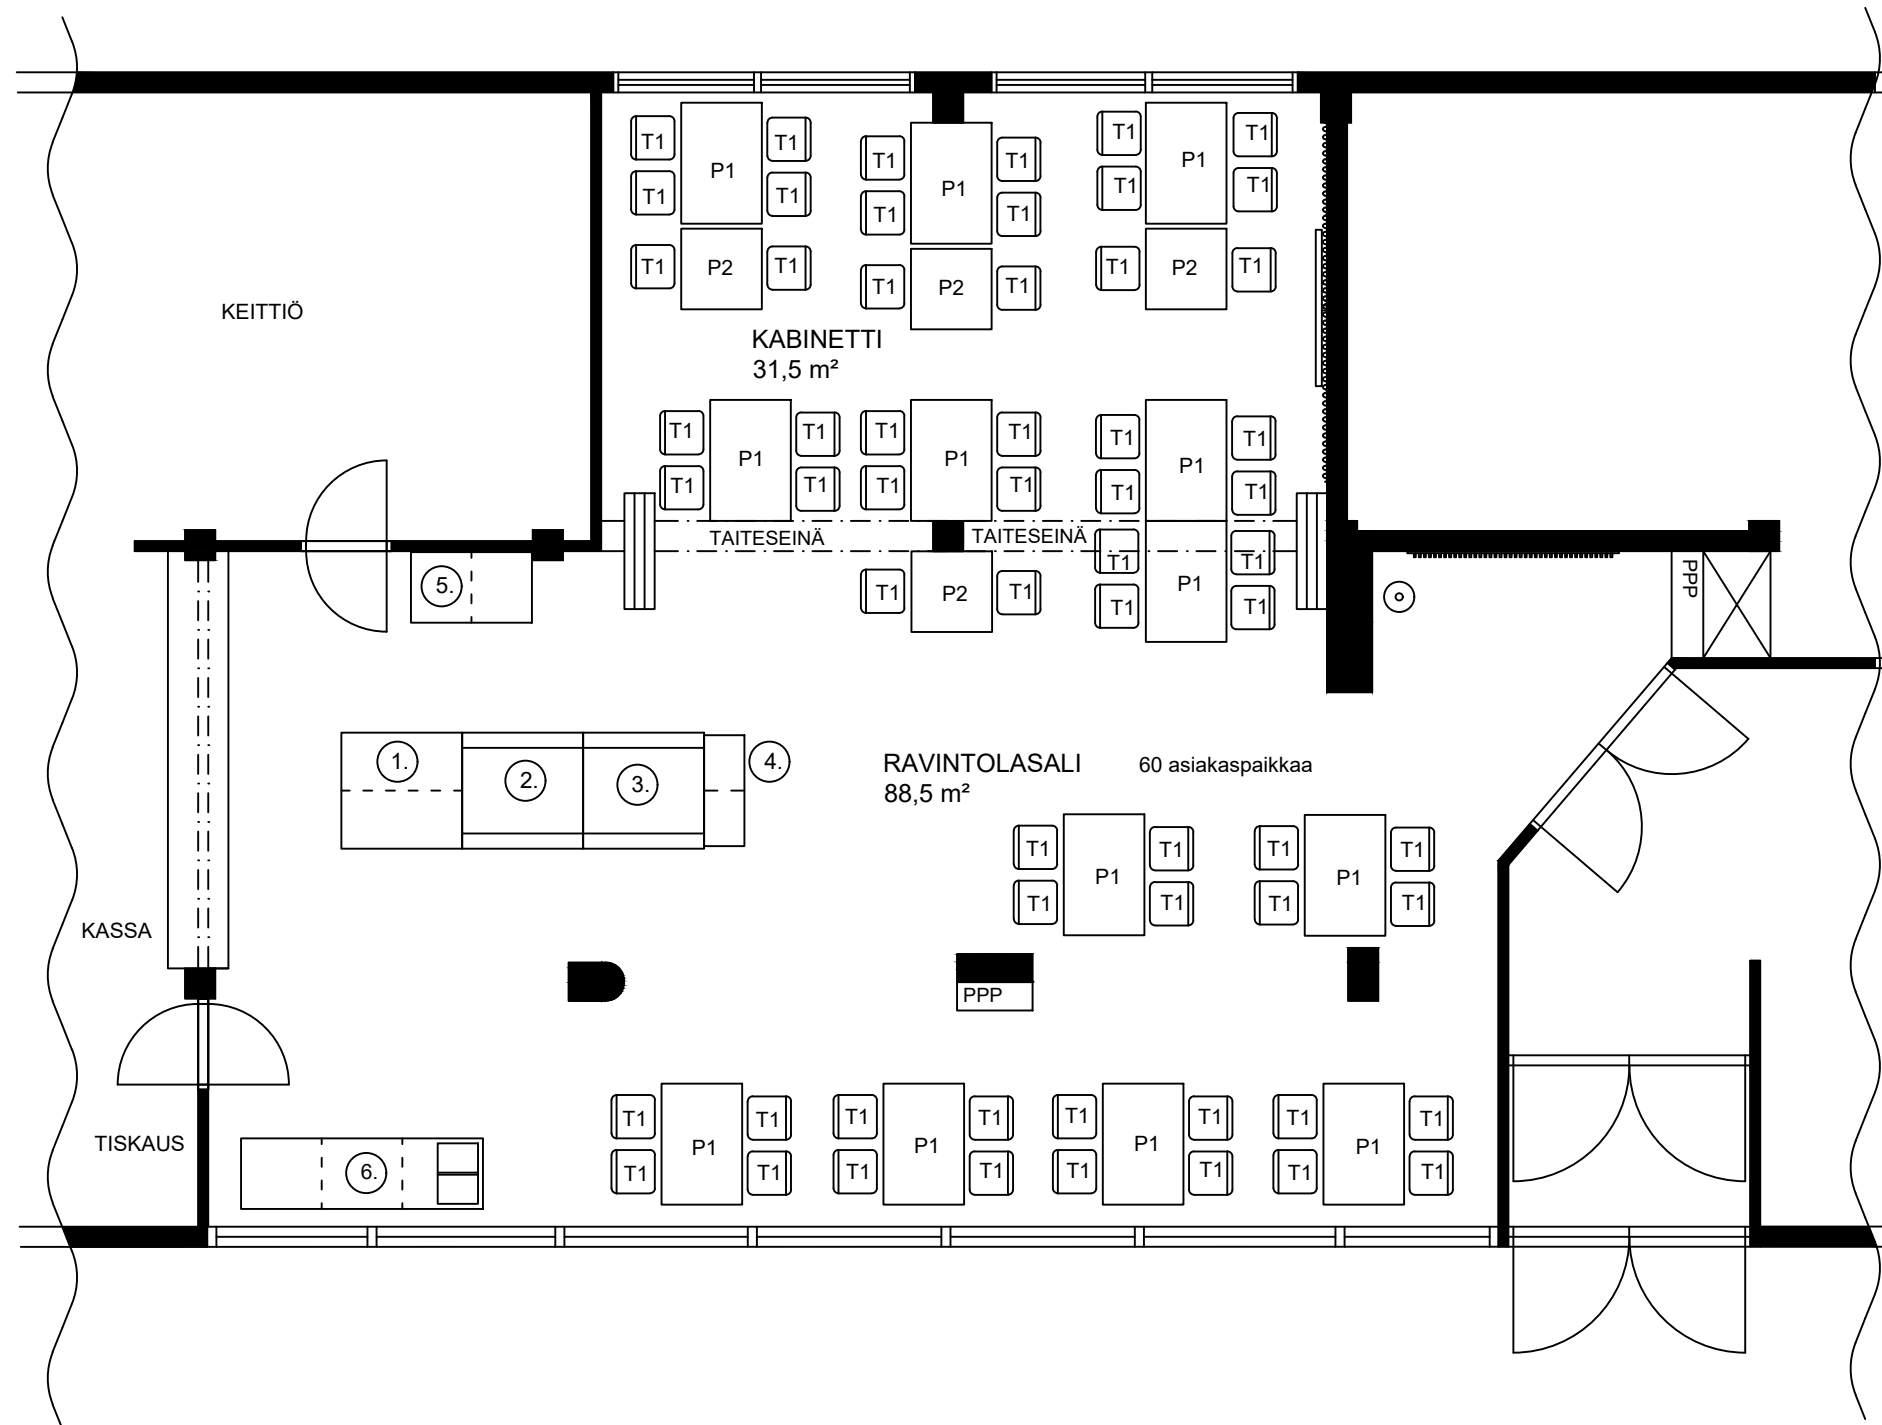 T1 T1 T1 T1
T1 T1 T1 T1
P1 P1 P1
T1 T1 T1 T1
T1 T1 T1 T1
T1 P2 T1 T1 P2 T1 T1 P2 T1
KEITTIÖ
KABINETTI
31,5 m²
T1 T1 T1 T1 T1 T1
P1 P1 P1
T1 T1 T1 T1 T1 T1
TAITESEINÄ TAITESEINÄ
T1 T1
5.
PPP
T1 P2 T1 P1
T1 T1
1. 2. 3. 4.
RAVINTOLASALI 60 asiakaspaikkaa
88,5 m²
T1 T1 T1 T1
P1 P1
T1 T1 T1 T1
KASSA
PPP
T1 T1 T1 T1 T1 T1 T1 T1
TISKAUS
P1 P1 P1 P1
6.
T1 T1 T1 T1 T1 T1 T1 T1
T1 T1 T1 T1